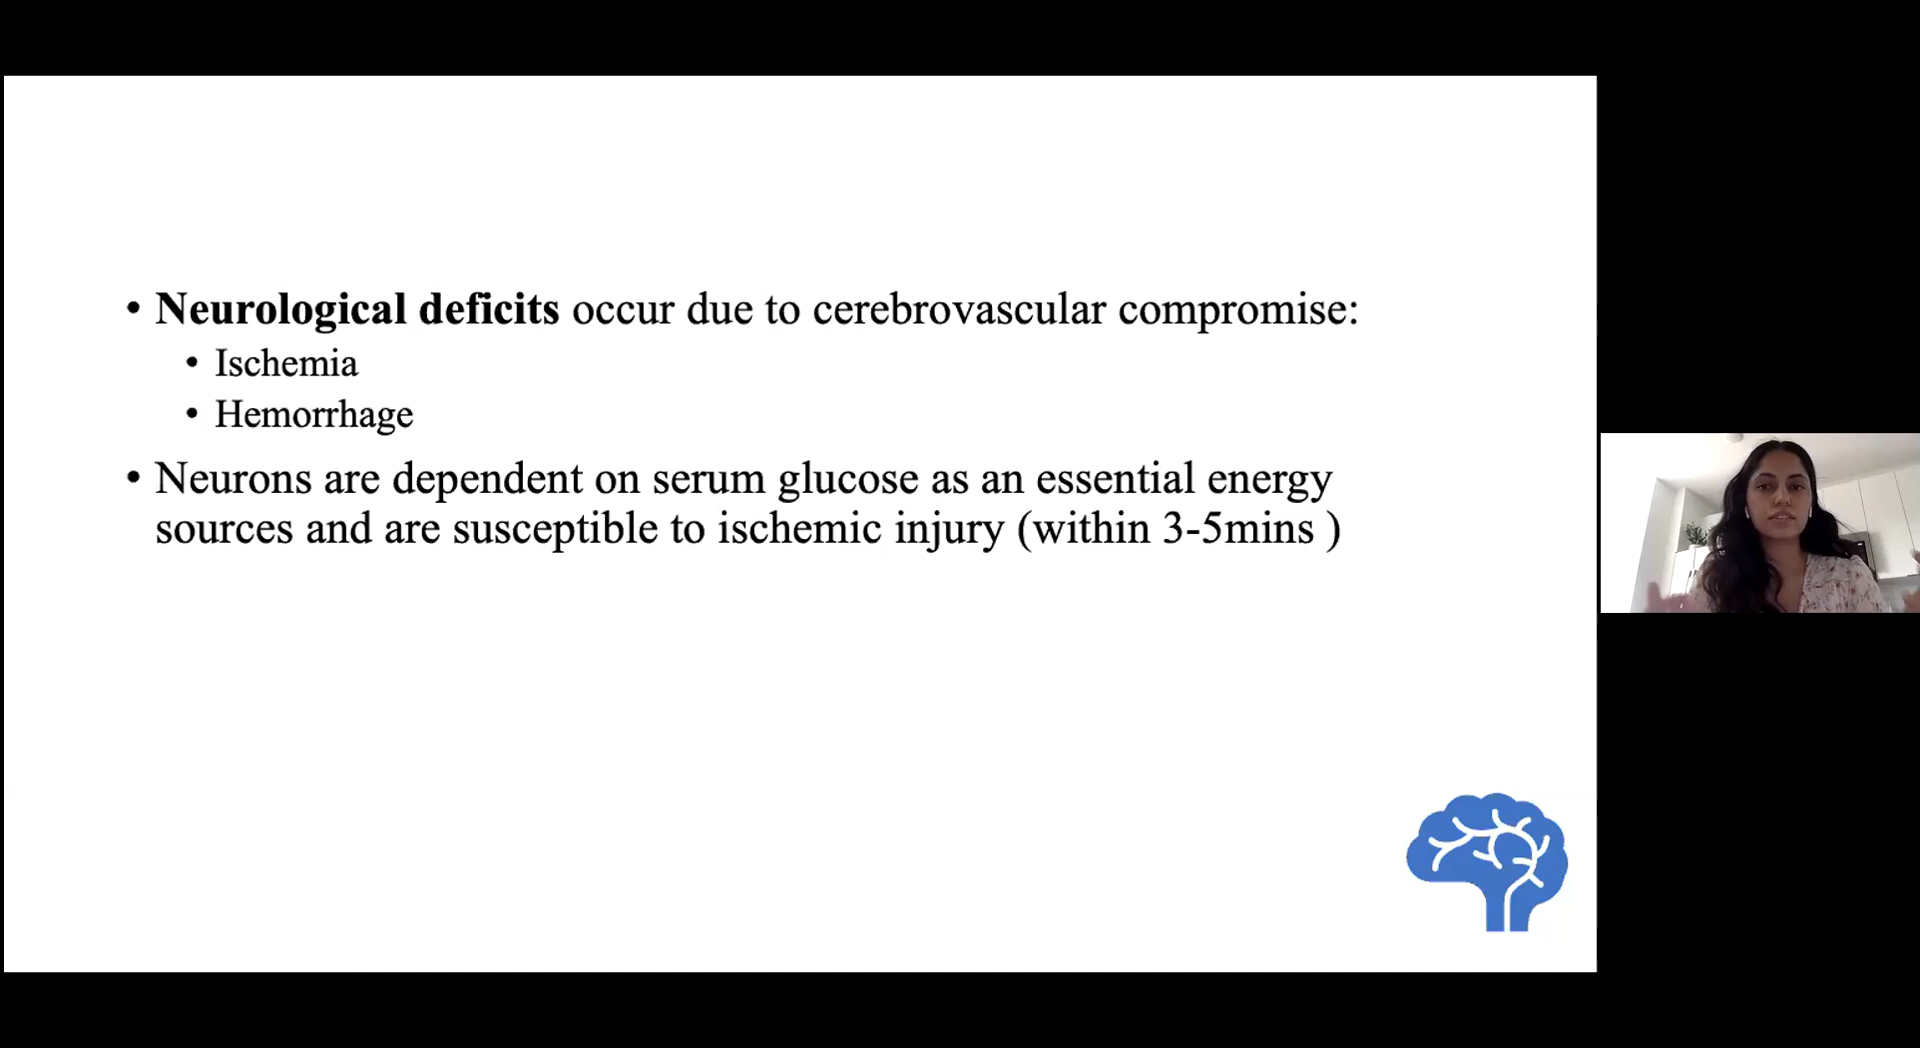 • Neurological deficits occur due to cerebrovascular compromise:
• Ischemia
• Hemorrhage
• Neurons are dependent on serum glucose as an essential energy
sources and are susceptible to ischemic injury (within 3-5mins )